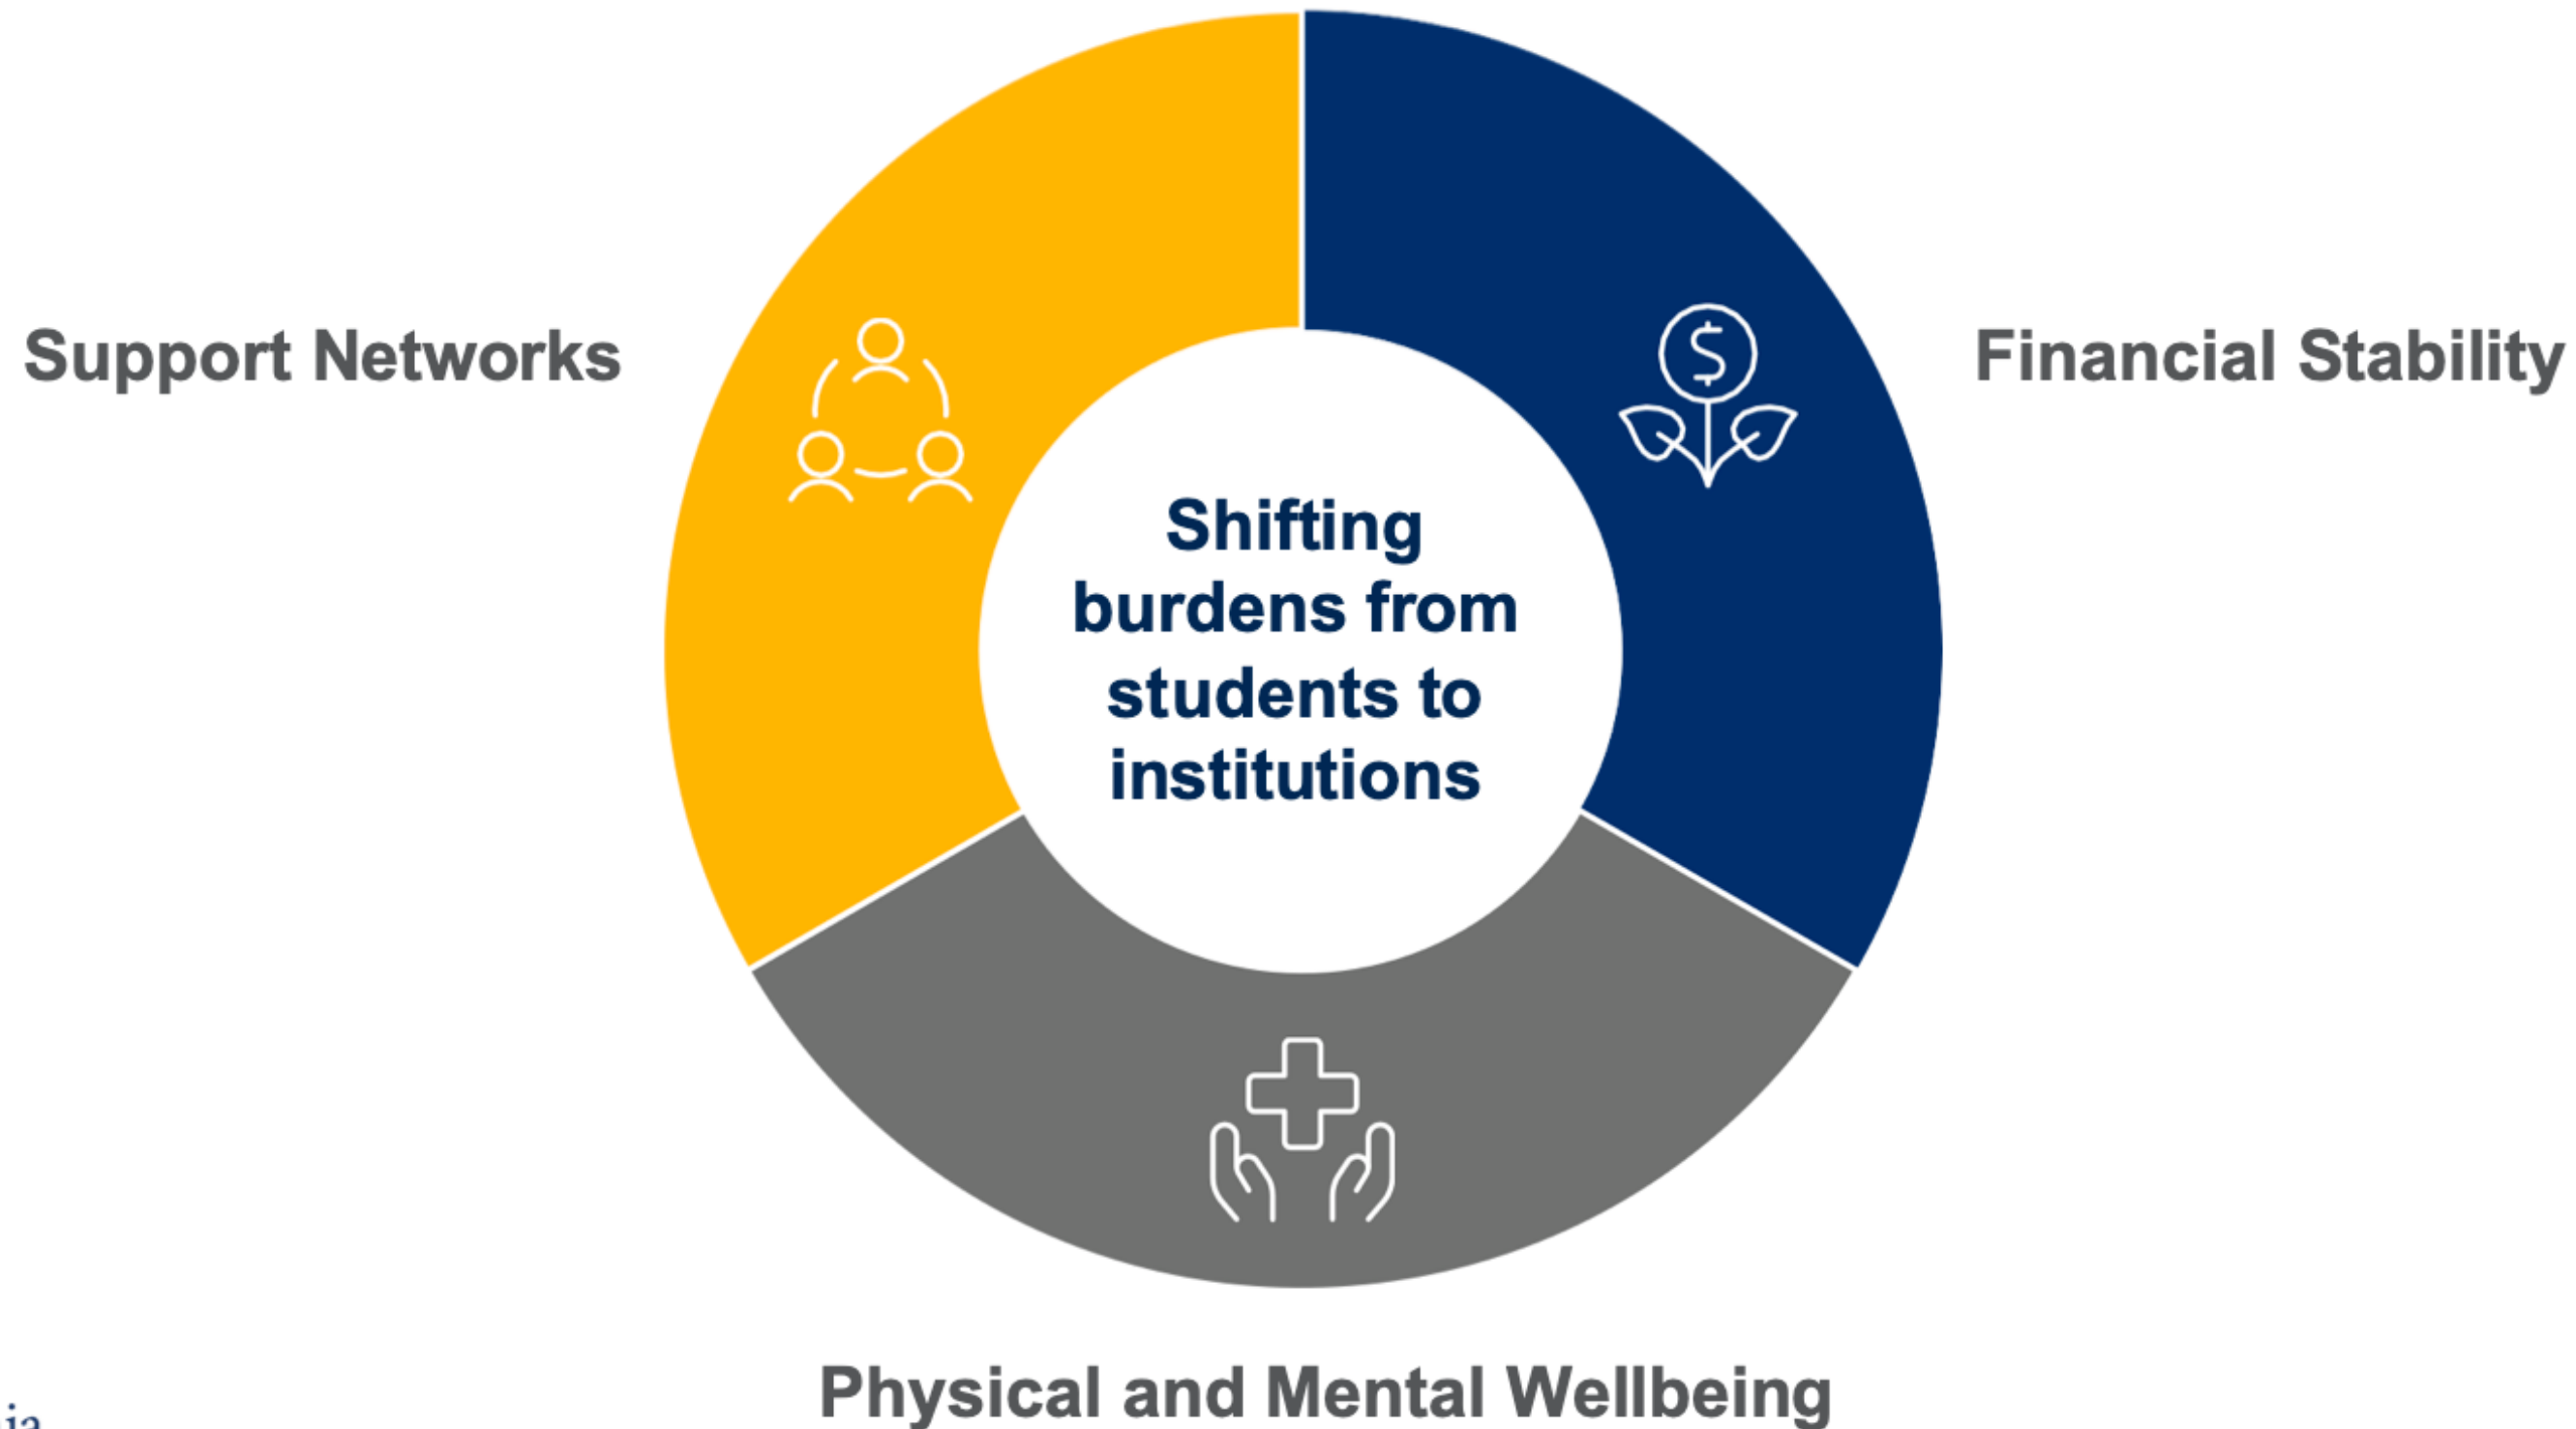 Support Networks
Financial Stability
Shifting
burdens from
students to
institutions
$
Physical and Mental Wellbeing